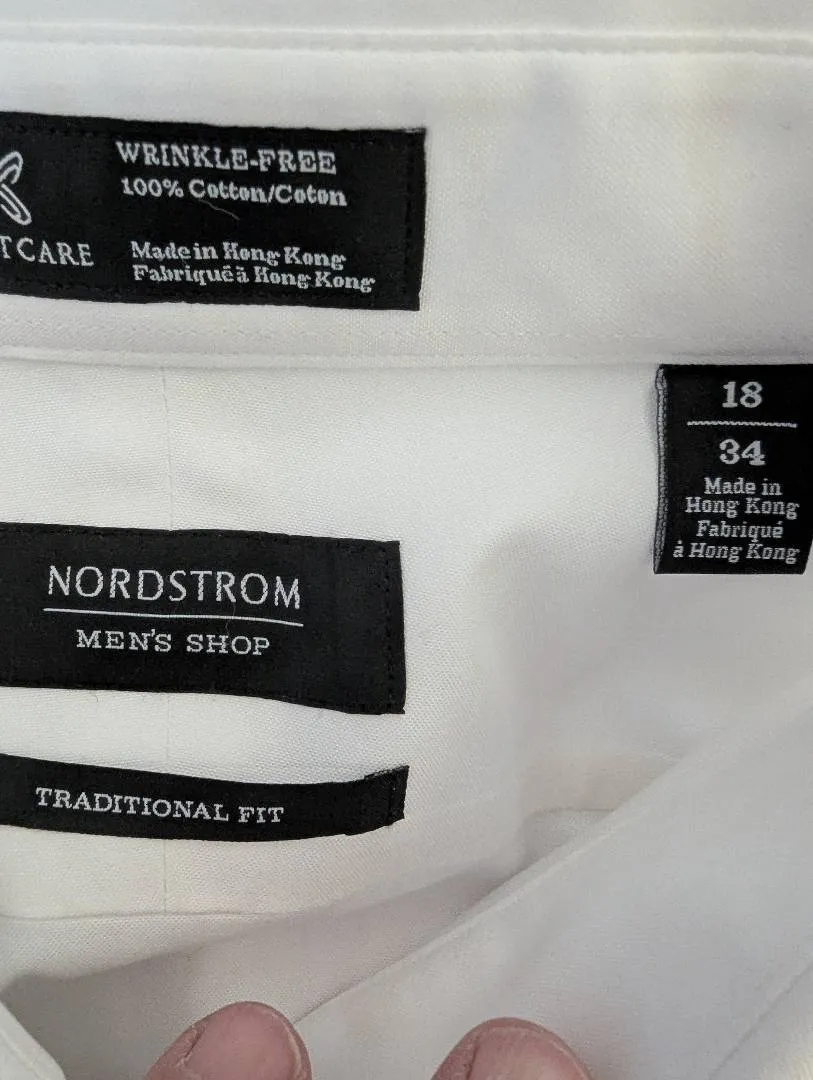 WRINKLE-FREE
100% Cotton/Coton
TCARE
Made in Hong Kong
Fabriqué à Hong Kong
18
34
Made in
Hong Kong
Fabriqué
à Hong Kong
NORDSTROM
MEN'S SHOP
TRADITIONAL FIT